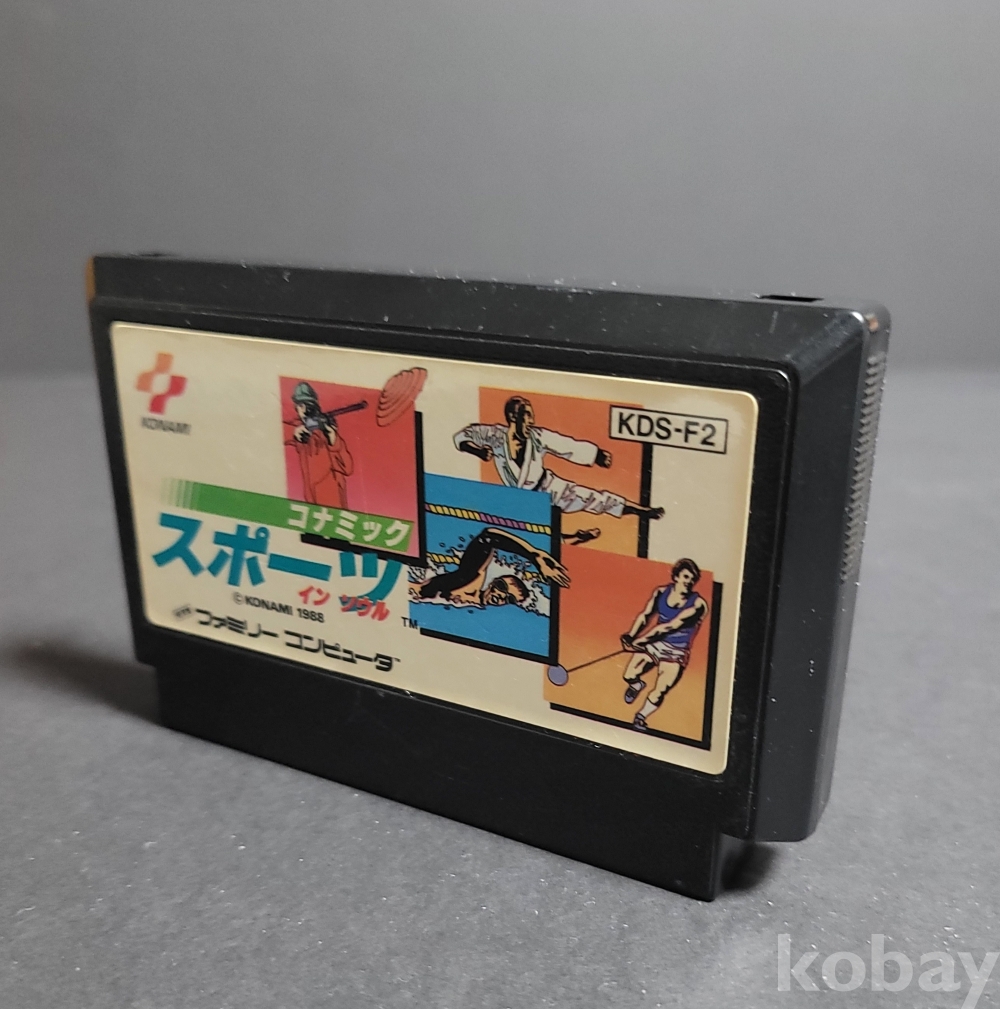 KONAMI
KDS-F2
コナミック
スポーツ
イン ソウル
©KONAMI 1988
TM
ファミリー コンピュータ
kobay